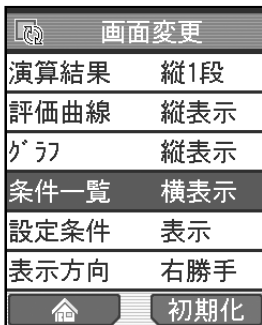 画面変更
演算結果 縦1段
評価曲線 縦表示
ｸﾞﾗﾌ 縦表示
条件一覧 横表示
設定条件 表示
表示方向 右勝手
初期化